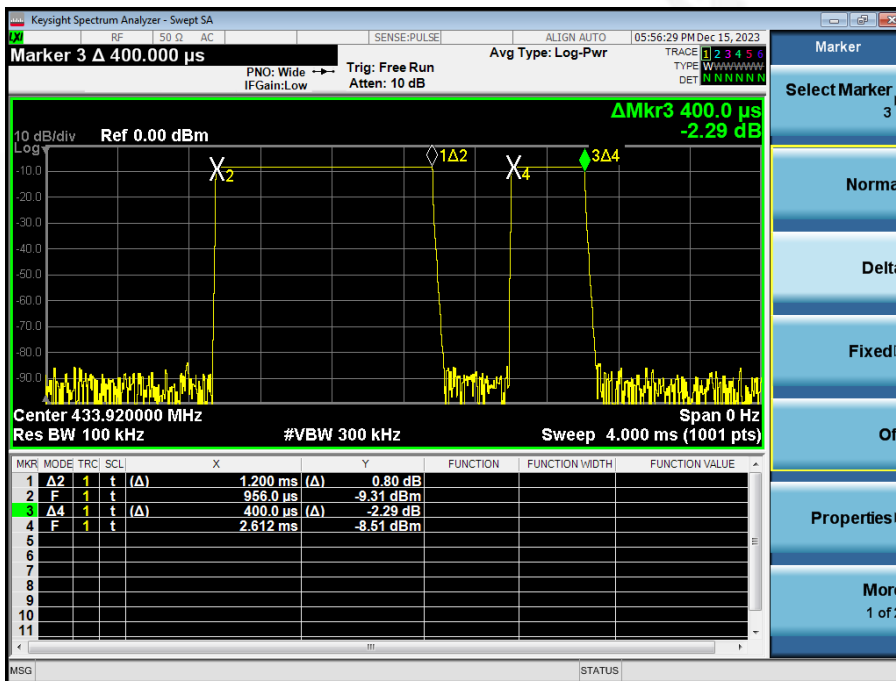 Keysight Spectrum Analyzer - Swept SA
LXI RF 50 Ω AC SENSE:PULSE ALIGN AUTO 05:56:29 PM Dec 15, 2023
Marker 3 Δ 400.000 µs
PNO: Wide
IFGain:Low
Trig: Free Run
Atten: 10 dB
Avg Type: Log-Pwr
TRACE 1 2 3 4 5 6
TYPE WWWWWW
DET N N N N N N
ΔMkr3 400.0 µs
-2.29 dB
10 dB/div Ref 0.00 dBm
Log
1Δ2
3Δ4
2
4
-10.0
-20.0
-30.0
-40.0
-50.0
-60.0
-70.0
-80.0
-90.0
Center 433.920000 MHz Span 0 Hz
Res BW 100 kHz #VBW 300 kHz Sweep 4.000 ms (1001 pts)
MKR MODE TRC SCL X Y FUNCTION FUNCTION WIDTH FUNCTION VALUE
1 Δ2 1 t (Δ) 1.200 ms (Δ) 0.80 dB
2 F 1 t 956.0 µs -9.31 dBm
3 Δ4 1 t (Δ) 400.0 µs (Δ) -2.29 dB
4 F 1 t 2.612 ms -8.51 dBm
5
6
7
8
9
10
11
MSG STATUS
Marker
Select Marker
3
Norma
Delta
Fixed
Of
Properties
More
1 of 2